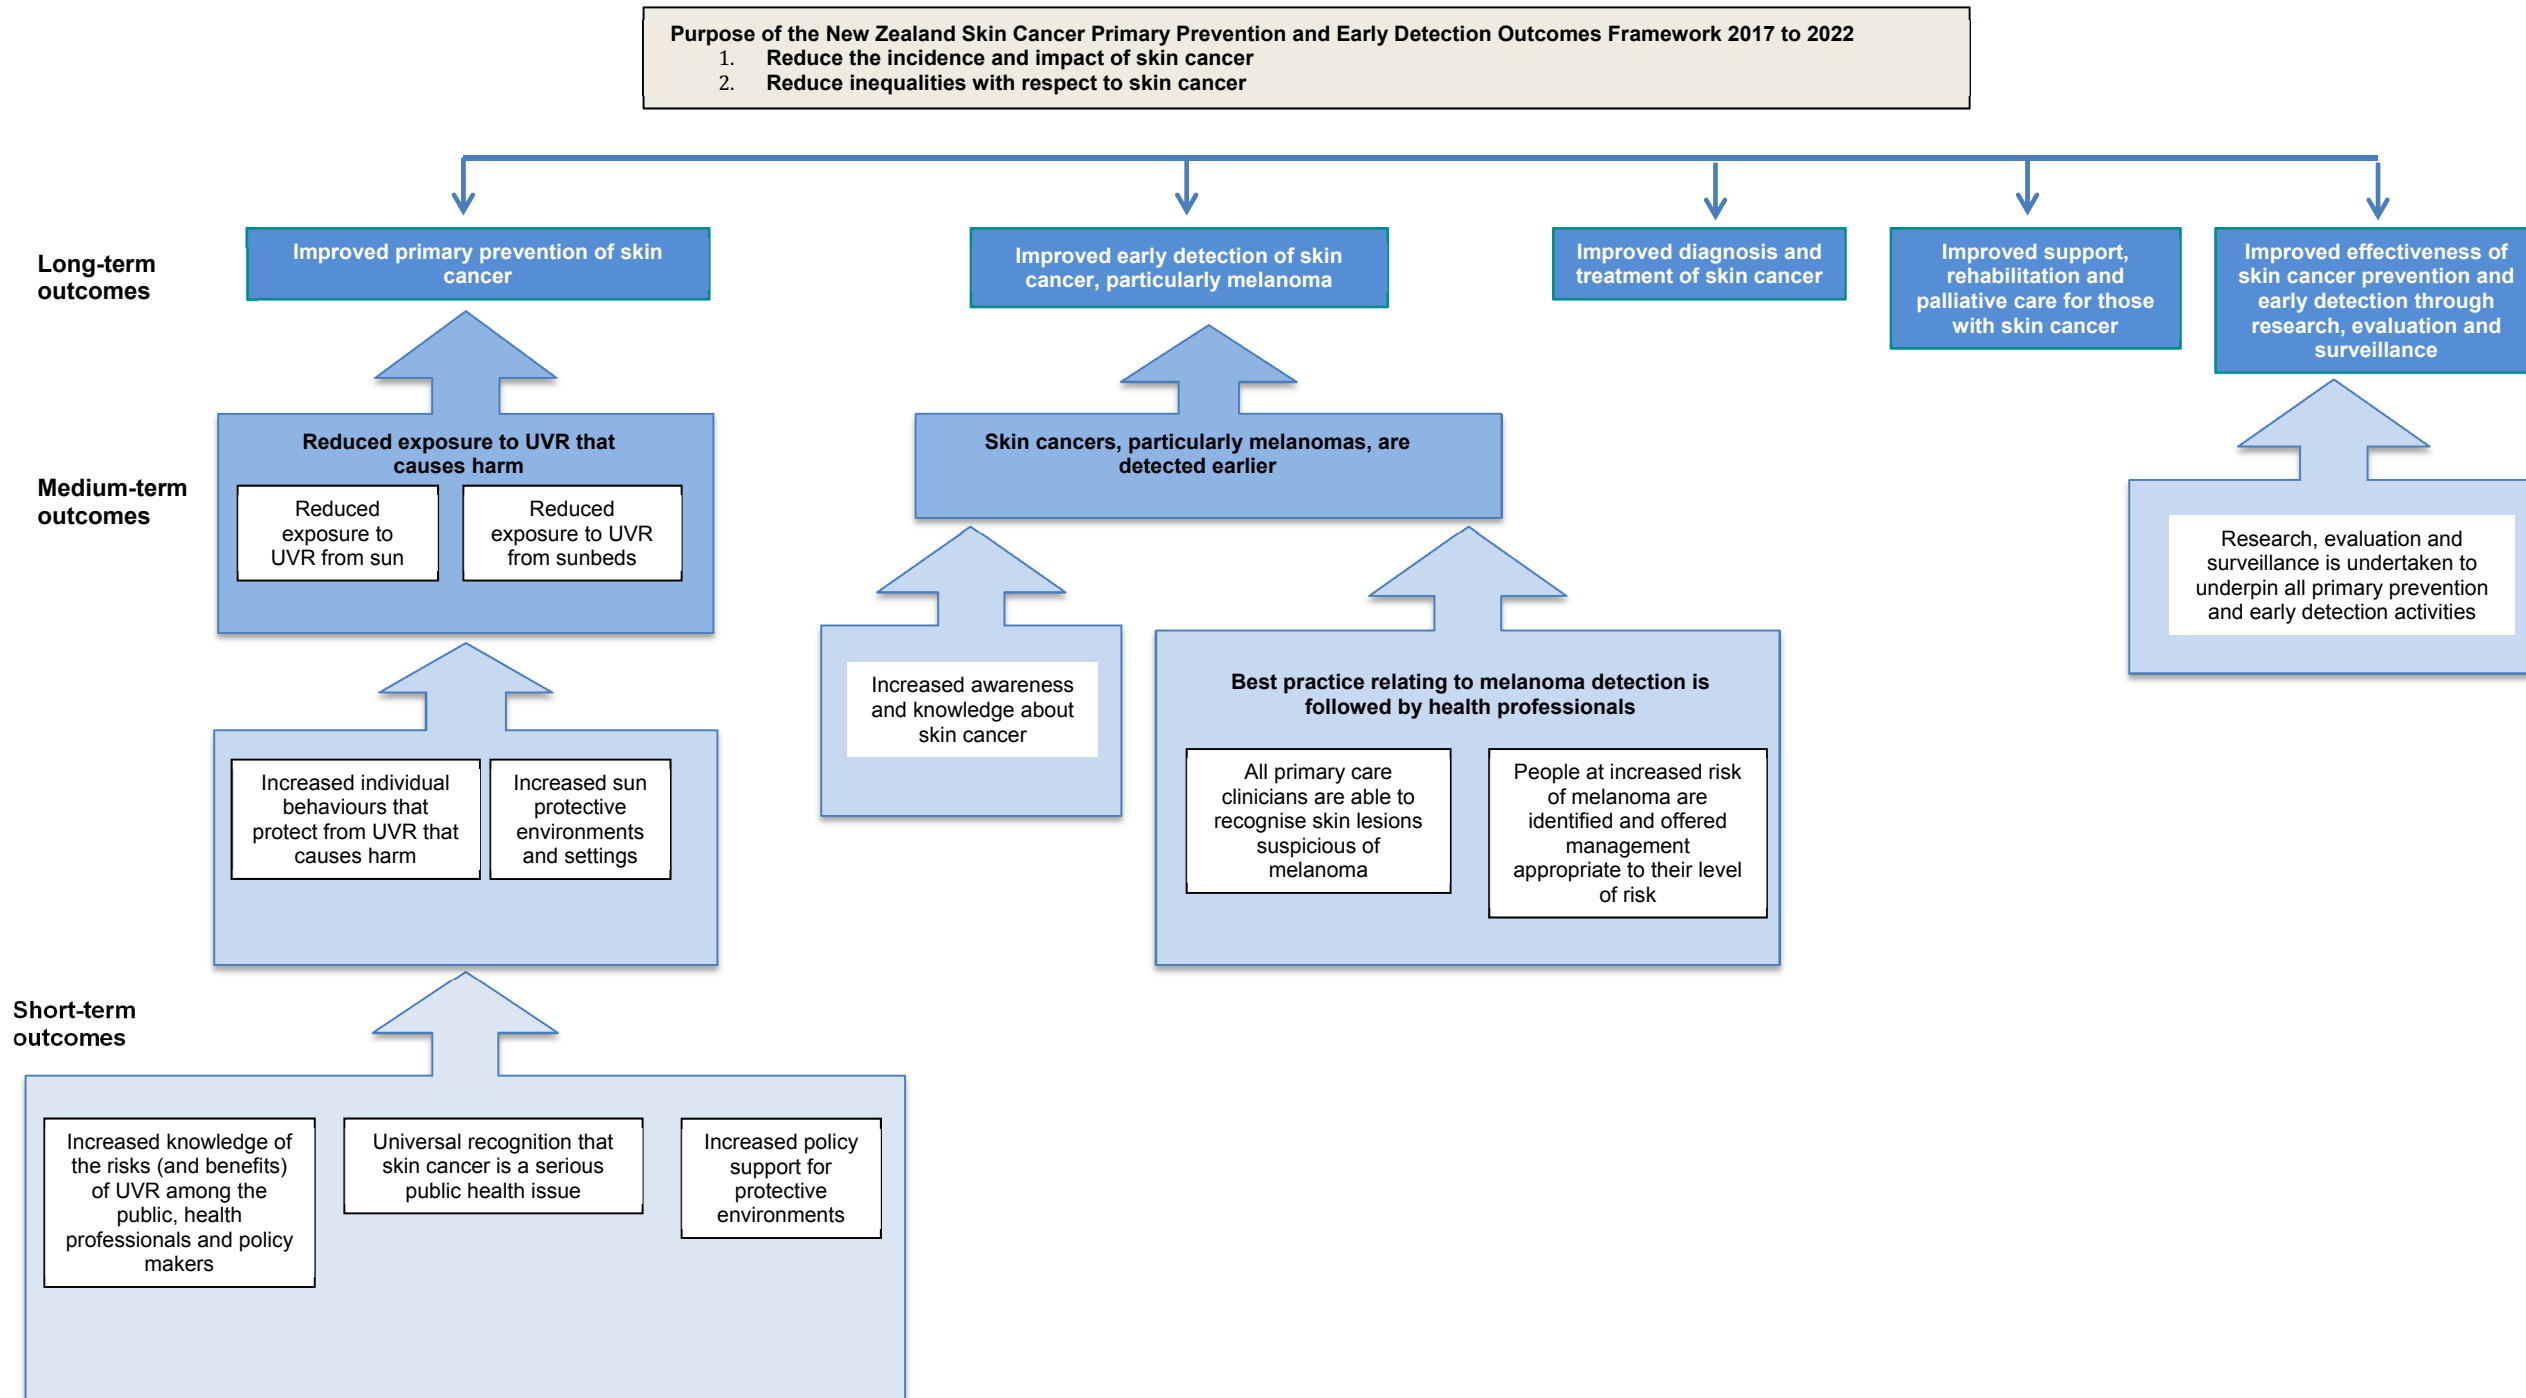 Purpose of the New Zealand Skin Cancer Primary Prevention and Early Detection Outcomes Framework 2017 to 2022
1. Reduce the incidence and impact of skin cancer
2. Reduce inequalities with respect to skin cancer
Long-term
outcomes
Improved primary prevention of skin
cancer
Improved early detection of skin
cancer, particularly melanoma
Improved diagnosis and
treatment of skin cancer
Improved support,
rehabilitation and
palliative care for those
with skin cancer
Improved effectiveness of
skin cancer prevention and
early detection through
research, evaluation and
surveillance
Medium-term
outcomes
Reduced exposure to UVR that
causes harm
Reduced
exposure to
UVR from sun
Reduced
exposure to UVR
from sunbeds
Skin cancers, particularly melanomas, are
detected earlier
Research, evaluation and
surveillance is undertaken to
underpin all primary prevention
and early detection activities
Increased individual
behaviours that
protect from UVR that
causes harm
Increased sun
protective
environments
and settings
Increased awareness
and knowledge about
skin cancer
Best practice relating to melanoma detection is
followed by health professionals
All primary care
clinicians are able to
recognise skin lesions
suspicious of
melanoma
People at increased risk
of melanoma are
identified and offered
management
appropriate to their level
of risk
Short-term
outcomes
Increased knowledge of
the risks (and benefits)
of UVR among the
public, health
professionals and policy
makers
Universal recognition that
skin cancer is a serious
public health issue
Increased policy
support for
protective
environments